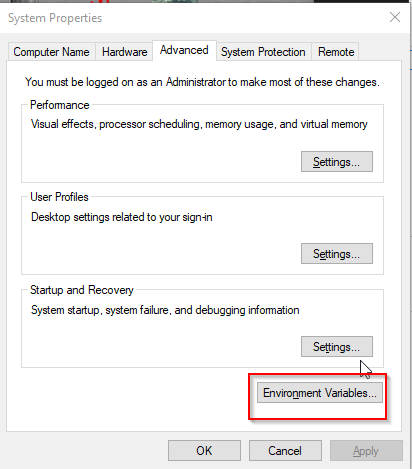 System Properties
Computer Name
Hardware
Advanced
System Protection
Remote
You must be logged on as an Administrator to make most of these changes.
Performance
Visual effects, processor scheduling, memory usage, and virtual memory
Settings...
User Profiles
Desktop settings related to your sign-in
Settings...
Startup and Recovery
System startup, system failure, and debugging information
Settings...
Environment Variables...
OK
Cancel
Apply